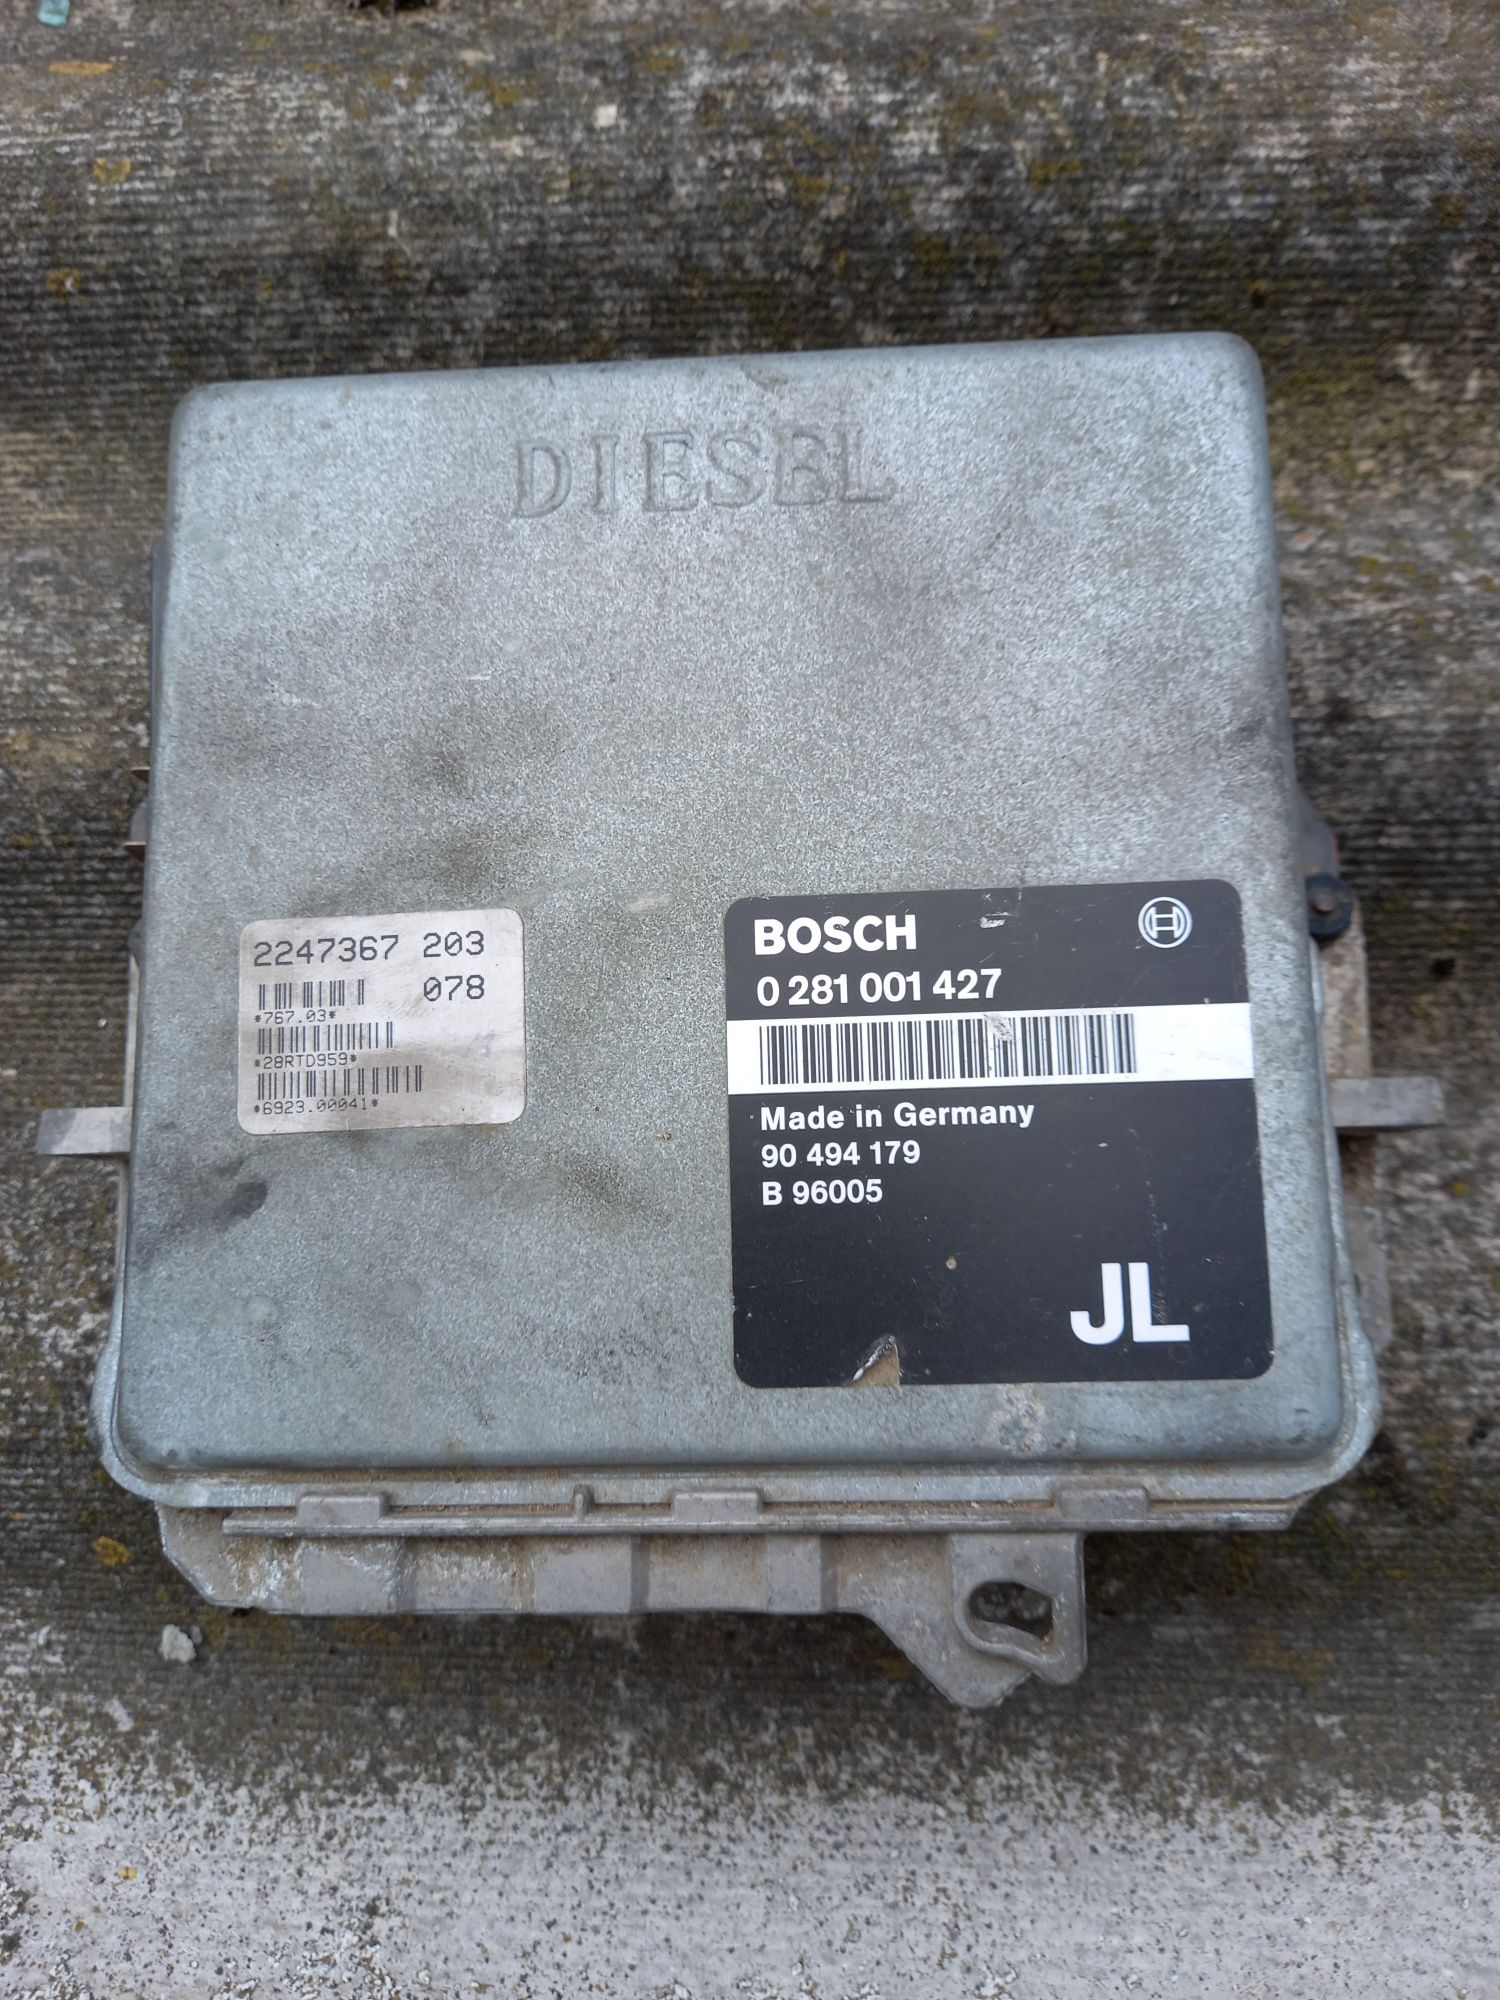 DIESEL
2247367 203
078
*767.03*
*28RTD959*
*6923.00041*
BOSCH
0 281 001 427
Made in Germany
90 494 179
B 96005
JL